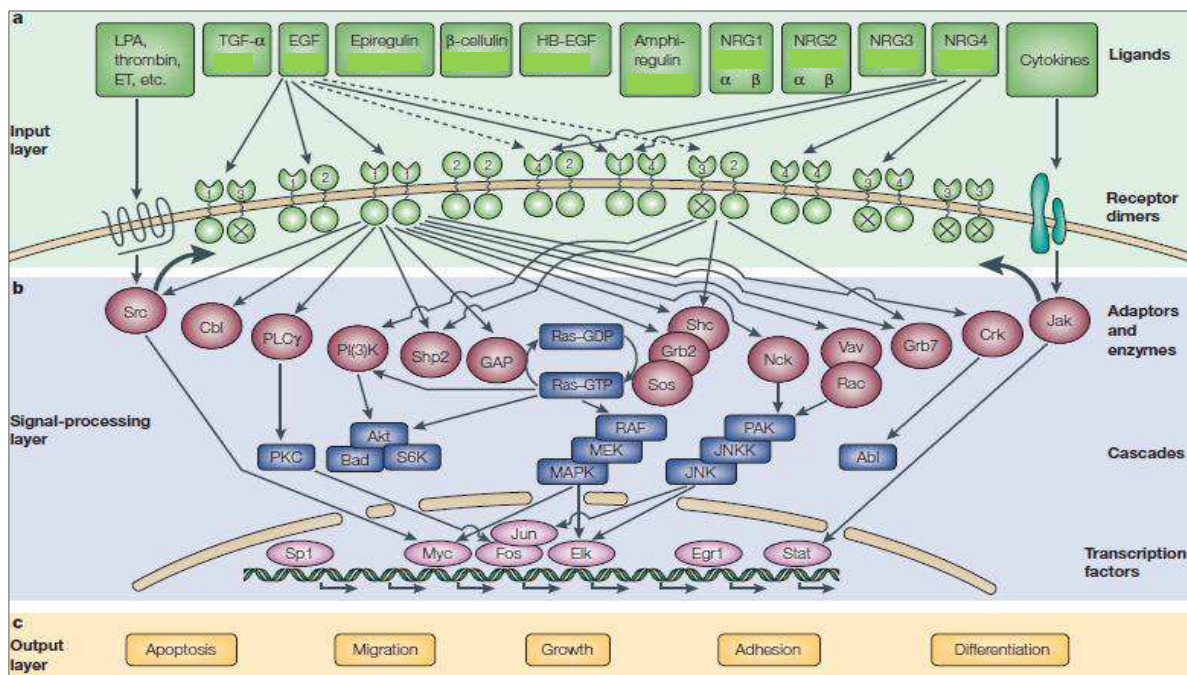 a
LPA,
thrombin,
ET, etc.
TGF-α
EGF
Epiregulin
β-cellulin
HB-EGF
Amphi-
regulin
NRG1
α β
NRG2
α β
NRG3
NRG4
Cytokines
Ligands
Input
layer
1 3
1 2
1 1
2 2
4 2
1 4
3 2
4 4
3 4
3 3
Receptor
dimers
b
Src
Cbl
PLCγ
PI(3)K
Shp2
GAP
Ras–GDP
Ras–GTP
Shc
Grb2
Sos
Nck
Vav
Rac
Grb7
Crk
Jak
Adaptors
and
enzymes
Signal-processing
layer
PKC
Akt
Bad
S6K
RAF
MEK
MAPK
PAK
JNKK
JNK
Abl
Cascades
Sp1
Myc
Jun
Fos
Elk
Egr1
Stat
Transcription
factors
c
Output
layer
Apoptosis
Migration
Growth
Adhesion
Differentiation